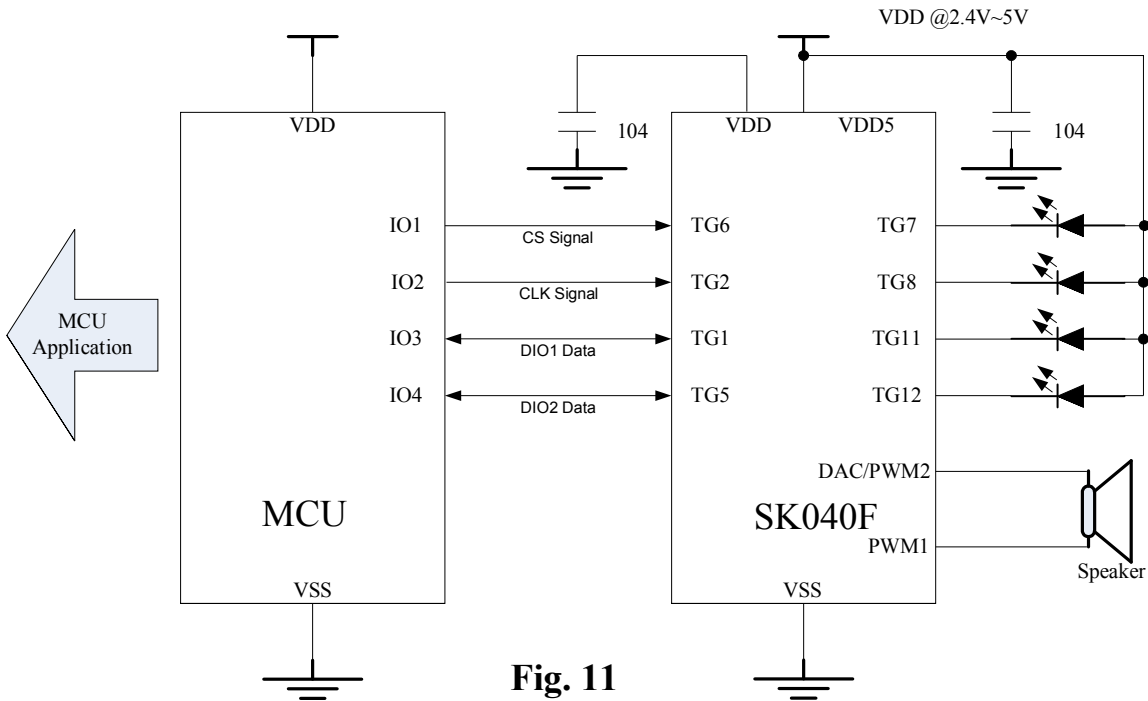 VDD @2.4V~5V
VDD
104
VDD
VDD5
104
IO1
CS Signal
TG6
TG7
IO2
CLK Signal
TG2
TG8
MCU
Application
IO3
DIO1 Data
TG1
TG11
IO4
DIO2 Data
TG5
TG12
DAC/PWM2
MCU
SK040F
PWM1
Speaker
VSS
VSS
Fig. 11